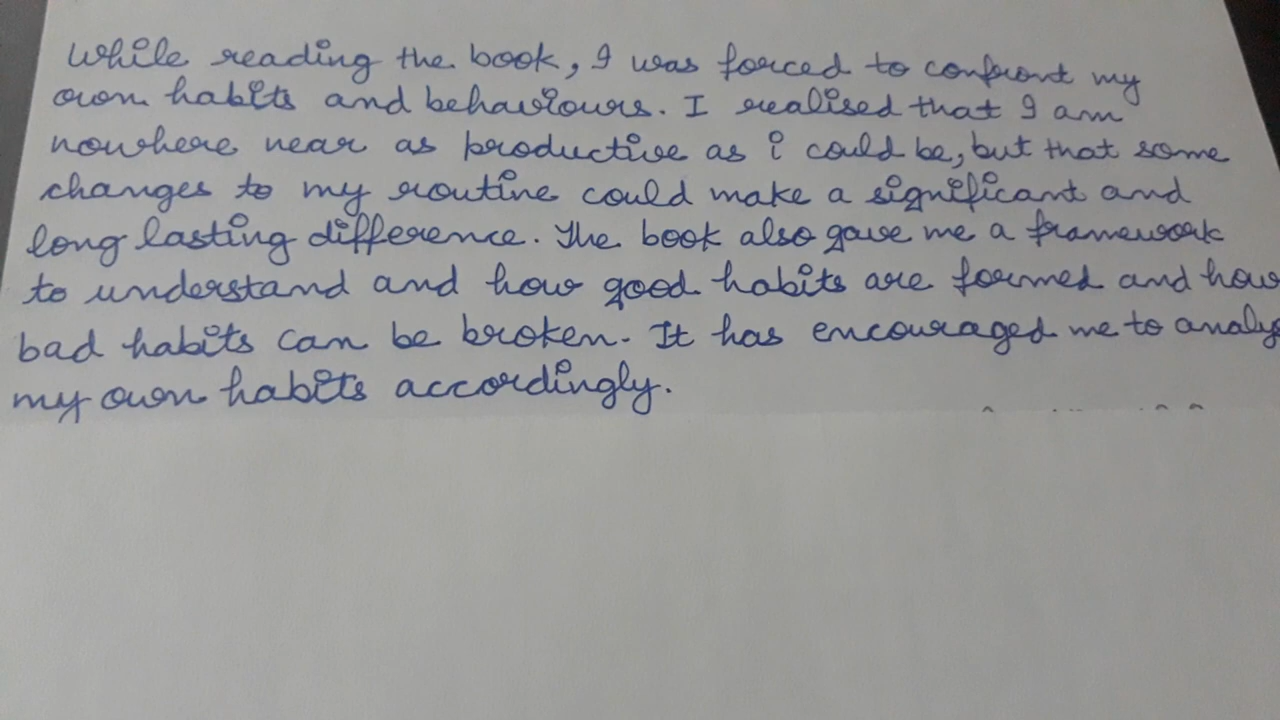 While reading the book, I was forced to confront my
own habits and behaviours. I realised that I am
nowhere near as productive as i could be, but that some
changes to my routine could make a significant and
long lasting difference. The book also gave me a framework
to understand and how good habits are formed and how
bad habits can be broken. It has encouraged me to analy
my own habits accordingly.